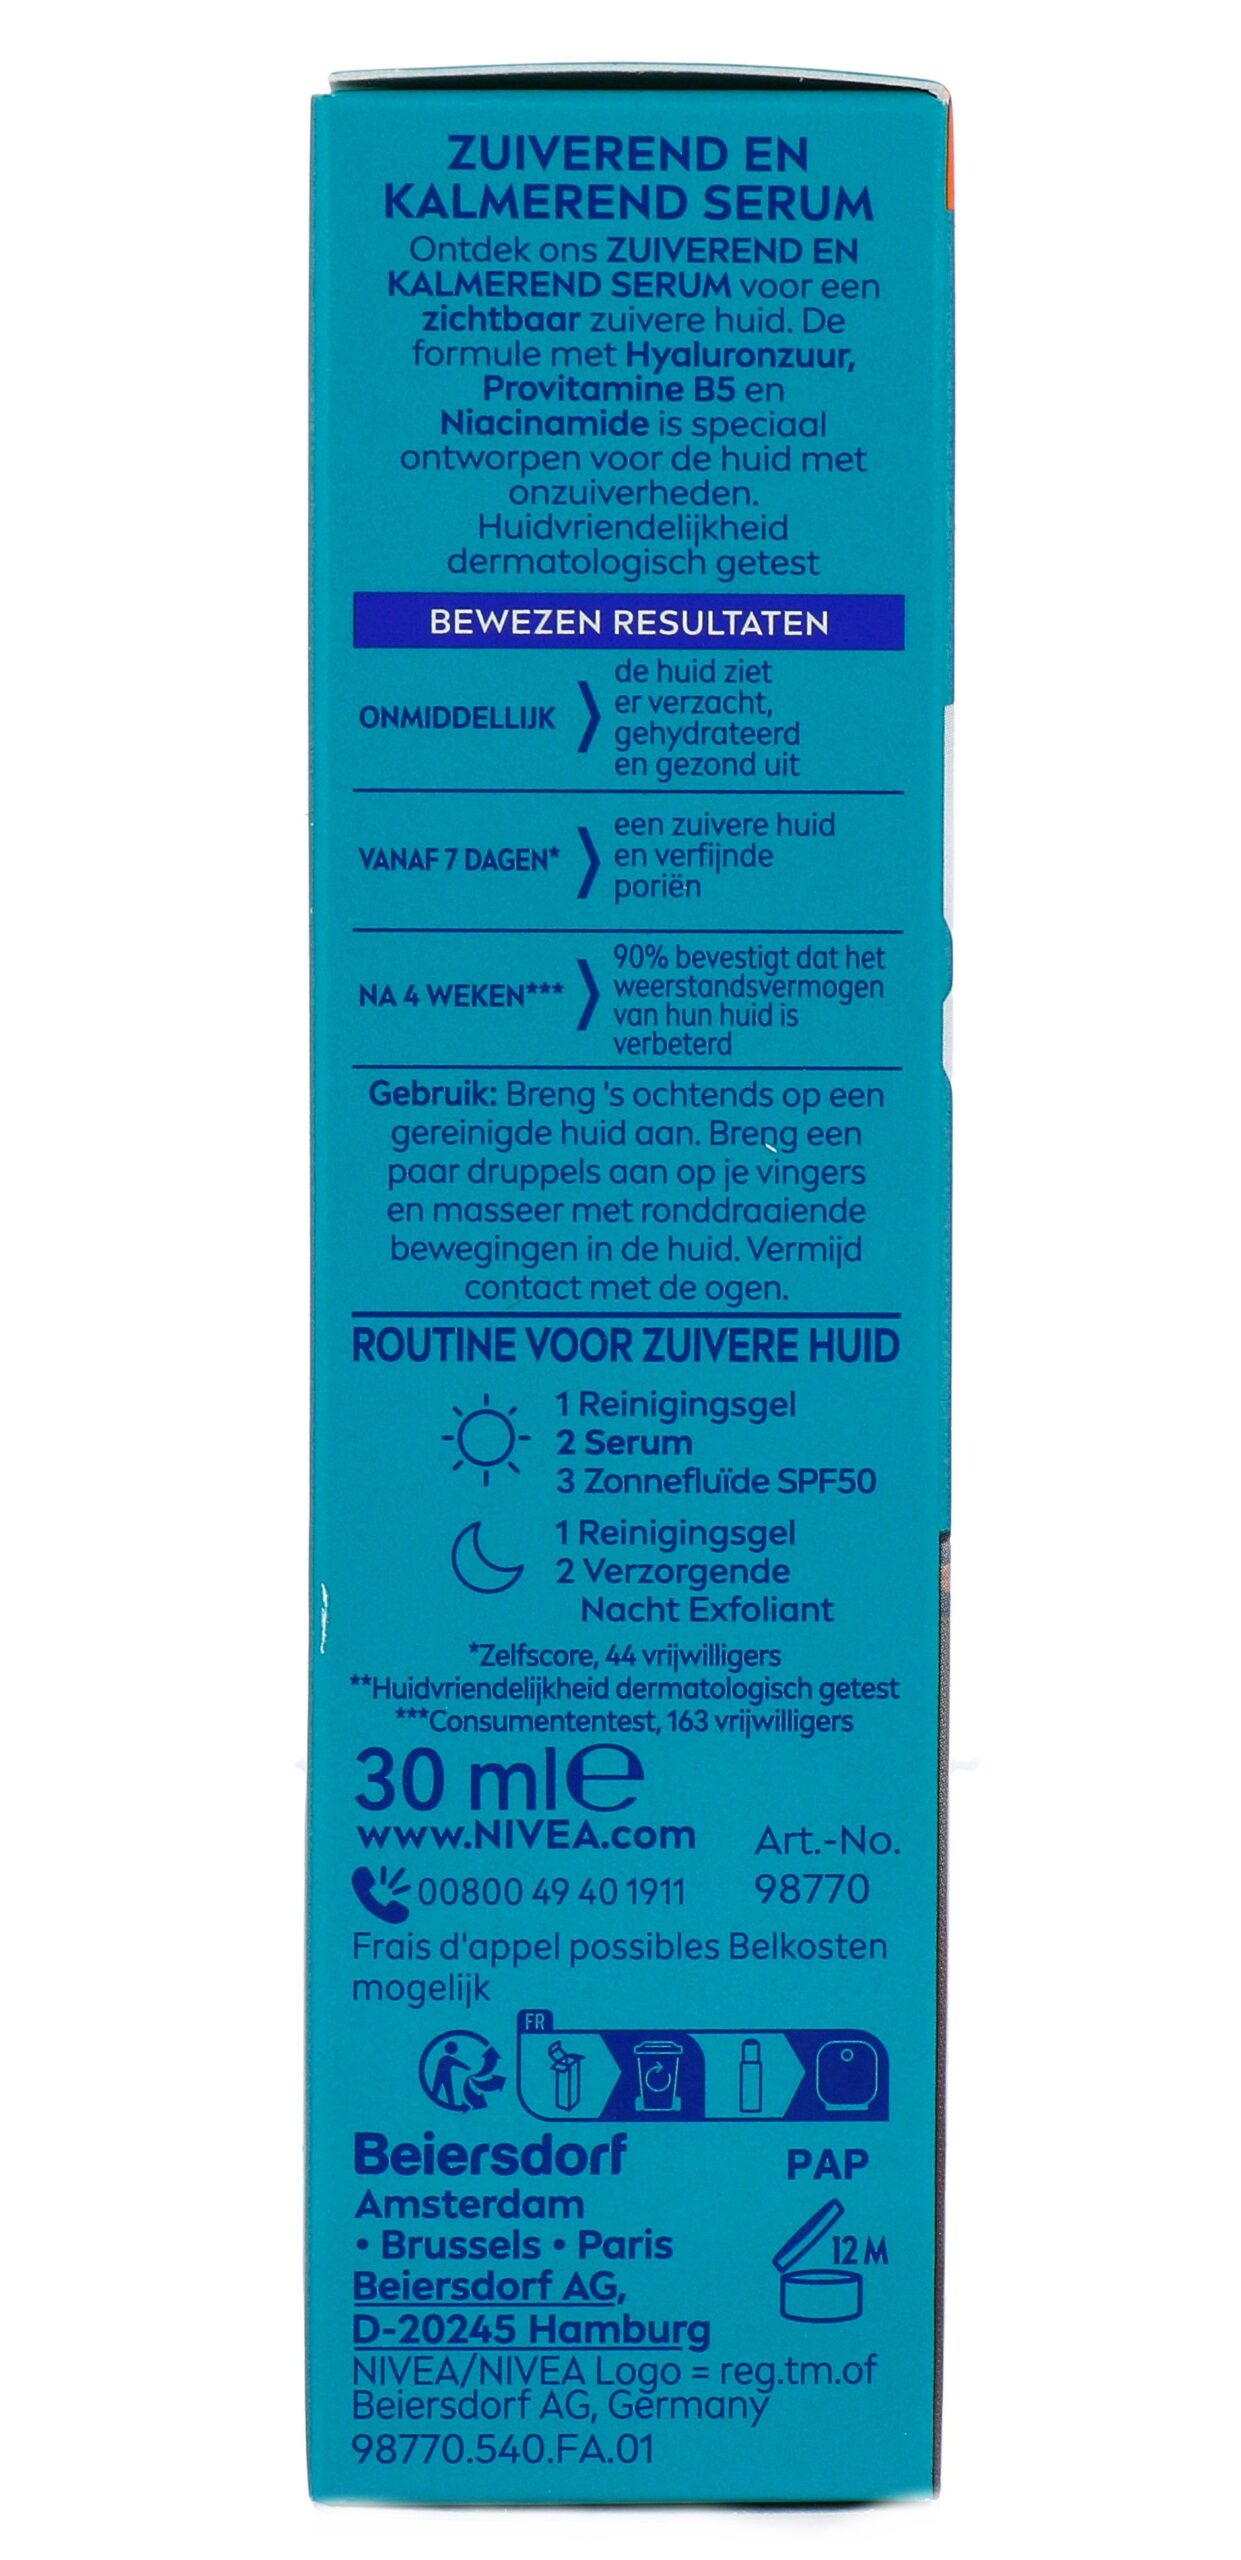 ZUIVEREND EN
KALMEREND SERUM
Ontdek ons ZUIVEREND EN
KALMEREND SERUM voor een
zichtbaar zuivere huid. De
formule met Hyaluronzuur,
Provitamine B5 en
Niacinamide is speciaal
ontworpen voor de huid met
onzuiverheden.
Huidvriendelijkheid
dermatologisch getest
BEWEZEN RESULTATEN
ONMIDDELLIJK
de huid ziet
er verzacht,
gehydrateerd
en gezond uit
VANAF 7 DAGEN*
een zuivere huid
en verfijnde
poriën
NA 4 WEKEN***
90% bevestigt dat het
weerstandsvermogen
van hun huid is
verbeterd
Gebruik: Breng 's ochtends op een
gereinigde huid aan. Breng een
paar druppels aan op je vingers
en masseer met ronddraaiende
bewegingen in de huid. Vermijd
contact met de ogen.
ROUTINE VOOR ZUIVERE HUID
1 Reinigingsgel
2 Serum
3 Zonnefluïde SPF50
1 Reinigingsgel
2 Verzorgende
Nacht Exfoliant
*Zelfscore, 44 vrijwilligers
**Huidvriendelijkheid dermatologisch getest
***Consumententest, 163 vrijwilligers
30 ml e
www.NIVEA.com
Art.-No.
00800 49 40 1911
98770
Frais d'appel possibles Belkosten
mogelijk
FR
Beiersdorf
PAP
Amsterdam
• Brussels • Paris
12 M
Beiersdorf AG,
D-20245 Hamburg
NIVEA/NIVEA Logo = reg.tm.of
Beiersdorf AG, Germany
98770.540.FA.01